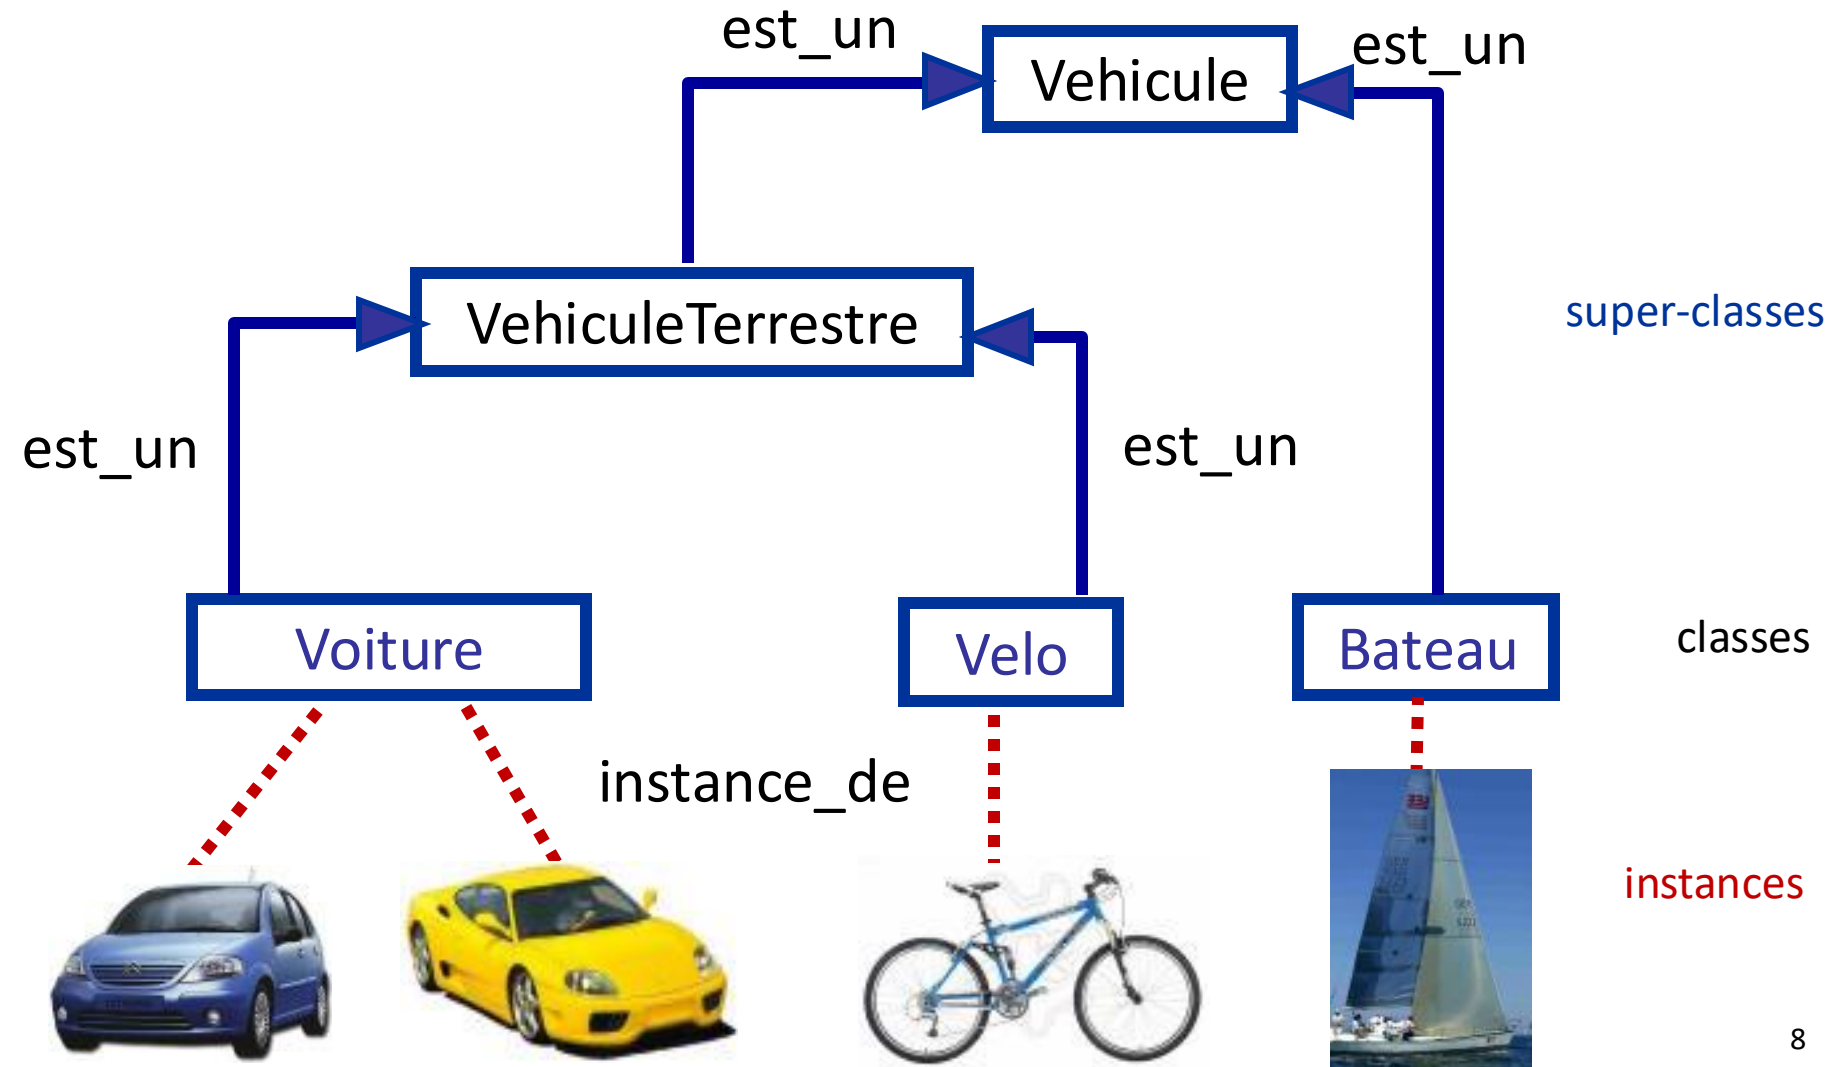 est_un
Vehicule
est_un
VehiculeTerrestre
super-classes
est_un
est_un
Voiture
Velo
Bateau
classes
instance_de
instances
8